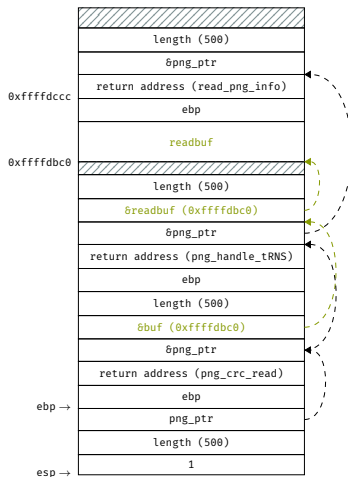 length (500)
&png_ptr
return address (read_png_info)
0xffffdccc
ebp
readbuf
0xffffdbc0
length (500)
&readbuf (0xffffdbc0)
&png_ptr
return address (png_handle_tRNS)
ebp
length (500)
&buf (0xffffdbc0)
&png_ptr
return address (png_crc_read)
ebp
ebp →
png_ptr
length (500)
1
esp →